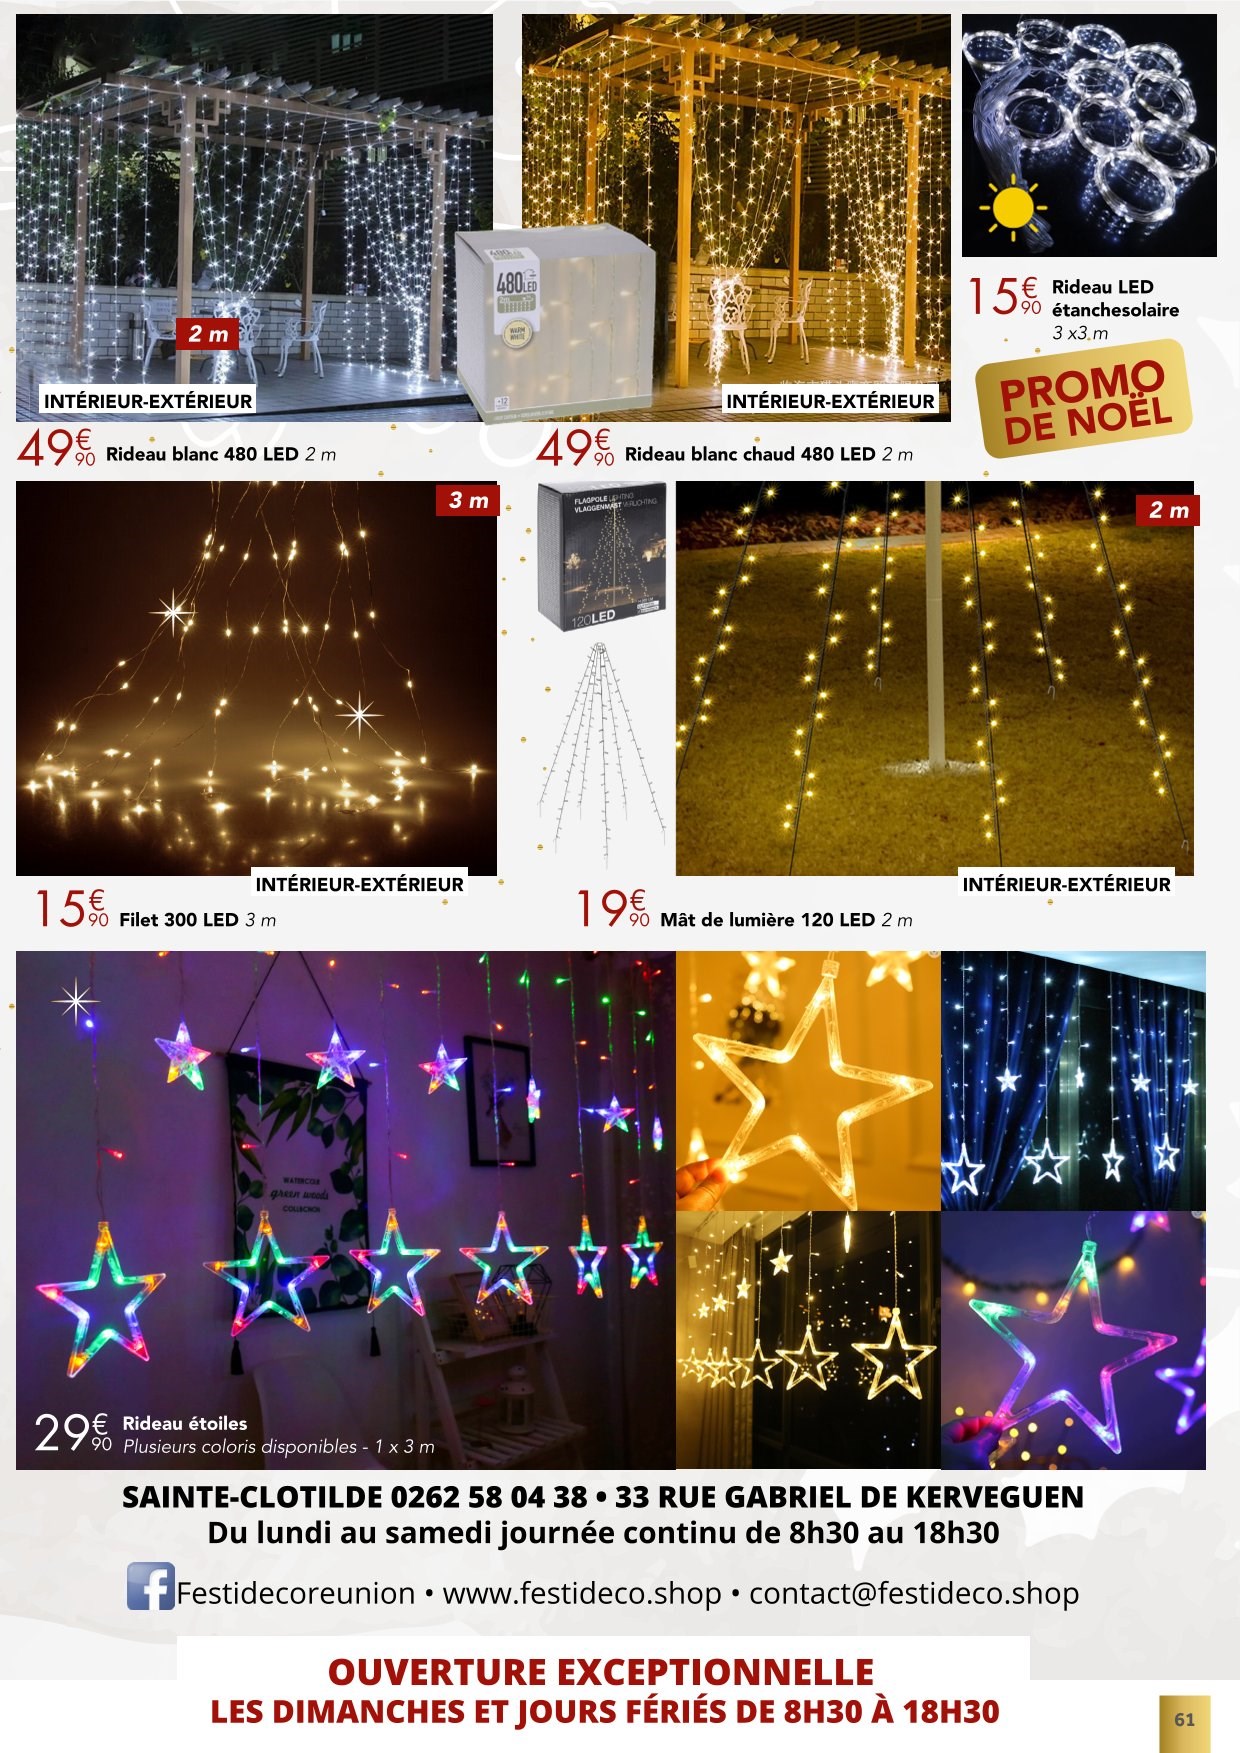 2 m
INTÉRIEUR-EXTÉRIEUR
480LED
WARM
WHITE
INTÉRIEUR-EXTÉRIEUR
49€90 Rideau blanc 480 LED 2 m
49€90 Rideau blanc chaud 480 LED 2 m
15€90 Rideau LED
étanchesolaire
3 x3 m
PROMO
DE NOËL
3 m
INTÉRIEUR-EXTÉRIEUR
15€90 Filet 300 LED 3 m
FLAGPOLE LIGHTING
VLAGGENMAST VERLICHTING
120LED
2 m
INTÉRIEUR-EXTÉRIEUR
19€90 Mât de lumière 120 LED 2 m
green woods
29€90 Rideau étoiles
Plusieurs coloris disponibles - 1 x 3 m
SAINTE-CLOTILDE 0262 58 04 38 • 33 RUE GABRIEL DE KERVEGUEN
Du lundi au samedi journée continu de 8h30 au 18h30
Festidecoreunion • www.festideco.shop • contact@festideco.shop
OUVERTURE EXCEPTIONNELLE
LES DIMANCHES ET JOURS FÉRIÉS DE 8H30 À 18H30
61